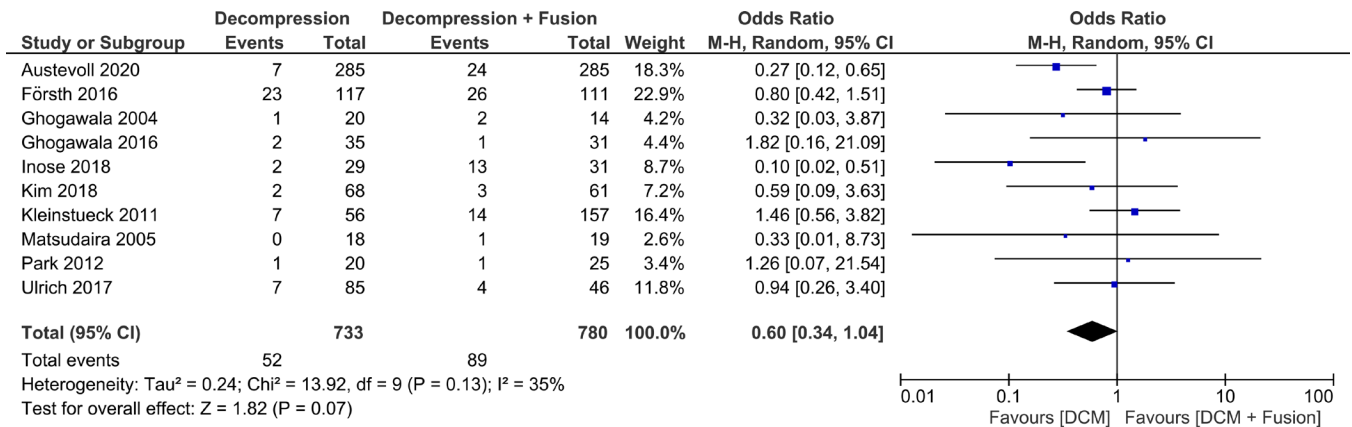 Decompression Decompression + Fusion Odds Ratio Odds Ratio
Study or Subgroup Events Total Events Total Weight M-H, Random, 95% CI M-H, Random, 95% CI
Austevoll 2020 7 285 24 285 18.3% 0.27 [0.12, 0.65]
Försth 2016 23 117 26 111 22.9% 0.80 [0.42, 1.51]
Ghogawala 2004 1 20 2 14 4.2% 0.32 [0.03, 3.87]
Ghogawala 2016 2 35 1 31 4.4% 1.82 [0.16, 21.09]
Inose 2018 2 29 13 31 8.7% 0.10 [0.02, 0.51]
Kim 2018 2 68 3 61 7.2% 0.59 [0.09, 3.63]
Kleinstueck 2011 7 56 14 157 16.4% 1.46 [0.56, 3.82]
Matsudaira 2005 0 18 1 19 2.6% 0.33 [0.01, 8.73]
Park 2012 1 20 1 25 3.4% 1.26 [0.07, 21.54]
Ulrich 2017 7 85 4 46 11.8% 0.94 [0.26, 3.40]
Total (95% CI) 733 780 100.0% 0.60 [0.34, 1.04]
Total events 52 89
Heterogeneity: Tau² = 0.24; Chi² = 13.92, df = 9 (P = 0.13); I² = 35%
Test for overall effect: Z = 1.82 (P = 0.07)
0.01 0.1 1 10 100
Favours [DCM] Favours [DCM + Fusion]